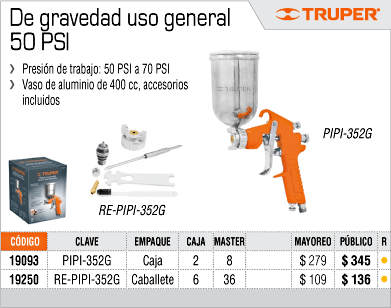 De gravedad uso general
50 PSI
TRUPER®
Presión de trabajo: 50 PSI a 70 PSI
Vaso de aluminio de 400 cc, accesorios
incluidos
PIPI-352G
RE-PIPI-352G
CÓDIGO CLAVE EMPAQUE CAJA MASTER MAYOREO PÚBLICO R
19093 PIPI-352G Caja 2 8 $ 279 $ 345
19250 RE-PIPI-352G Caballete 6 36 $ 109 $ 136